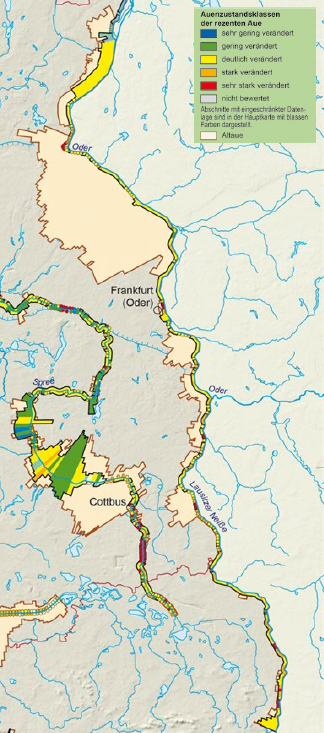 Auenzustandsklassen
der rezenten Aue
sehr gering verändert
gering verändert
deutlich verändert
stark verändert
sehr stark verändert
nicht bewertet
Abschnitte mit eingeschränkter Daten-
lage sind in der Hauptkarte mit blassen
Farben dargestellt.
Altaue
Oder
Frankfurt
(Oder)
Spree
Oder
Cottbus
Lausitzer Neiße